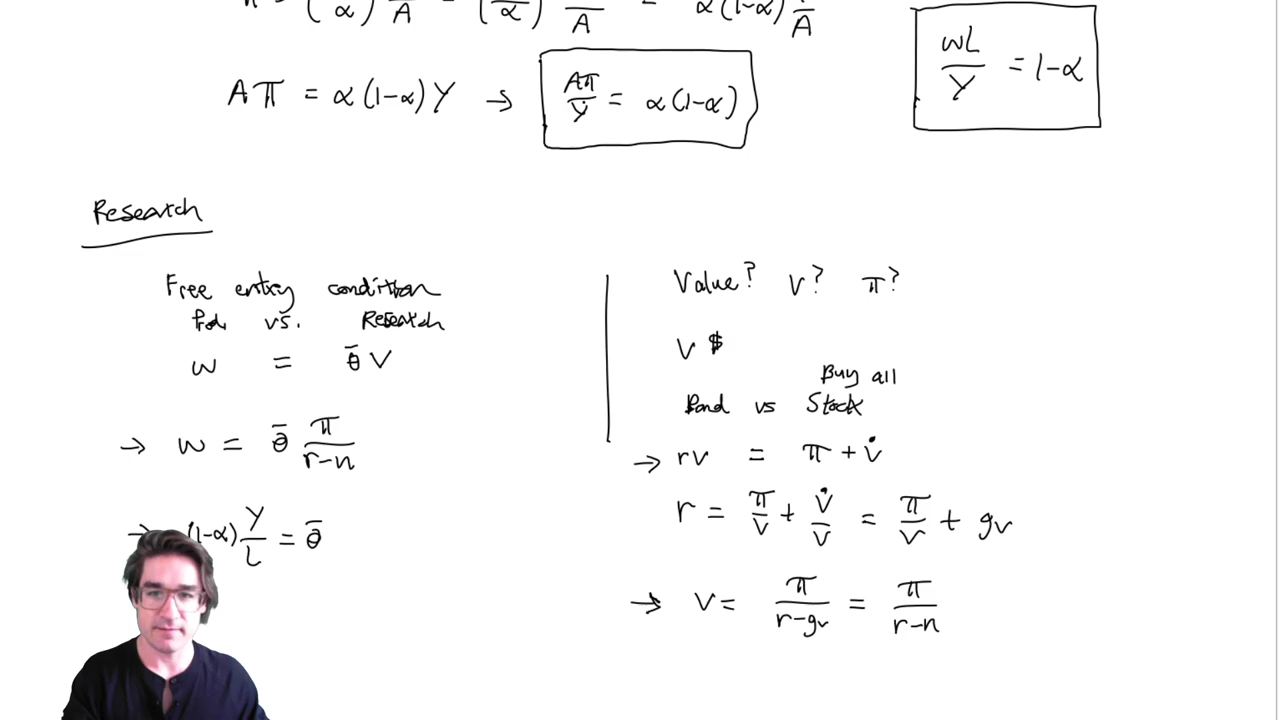 AΠ = α(1-α)Y → AΠ/Y = α(1-α)
wL/Y = 1-α
Research
Free entry condition
vs. Research
w = θ̄ V
→ w = θ̄ π/(r-n)
(1-α) Y/L = θ̄
Value? V? π?
V $
Buy all
Bond vs Stock
→ rV = π + V̇
r = π/V + V̇/V = π/V + gv
→ V = π/(r-gv) = π/(r-n)